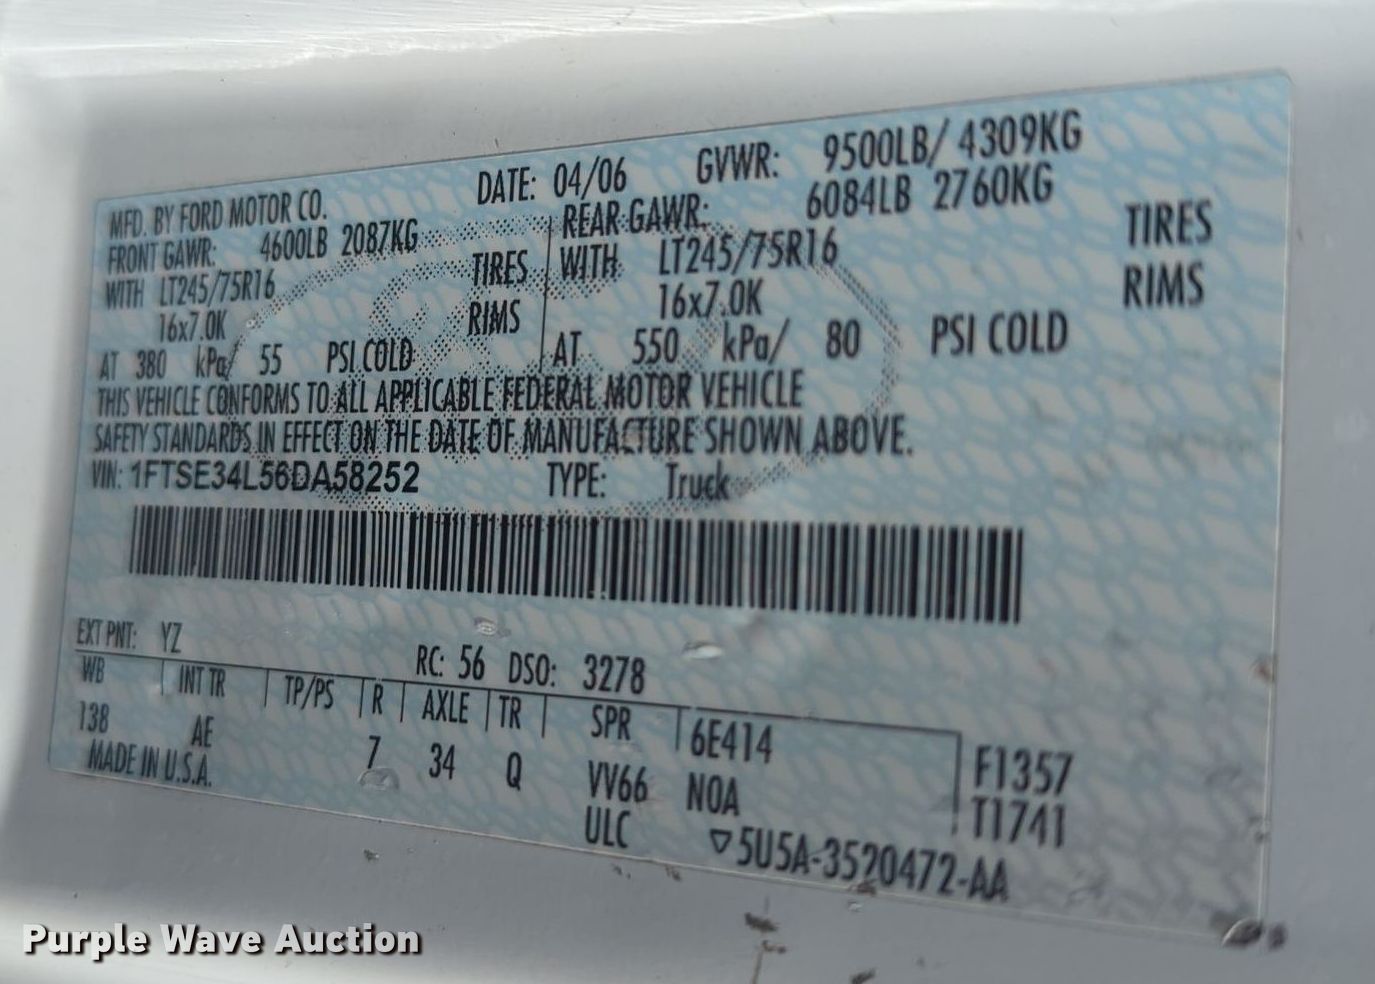 MFD. BY FORD MOTOR CO. DATE: 04/06 GVWR: 9500LB/ 4309KG
FRONT GAWR: 4600LB 2087KG REAR GAWR: 6084LB 2760KG
WITH LT245/75R16 TIRES WITH LT245/75R16 TIRES
16x7.0K RIMS 16x7.0K RIMS
AT 380 kPa/ 55 PSI COLD AT 550 kPa/ 80 PSI COLD
THIS VEHICLE CONFORMS TO ALL APPLICABLE FEDERAL MOTOR VEHICLE
SAFETY STANDARDS IN EFFECT ON THE DATE OF MANUFACTURE SHOWN ABOVE.
VIN: 1FTSE34L56DA58252 TYPE: Truck
EXT PNT: YZ RC: 56 DSO: 3278
WB INT TR TP/PS R AXLE TR SPR 6E414 F1357
138 AE 7 34 Q VV66 NOA T1741
MADE IN U.S.A. ULC ▽5U5A-3520472-AA
Purple Wave Auction